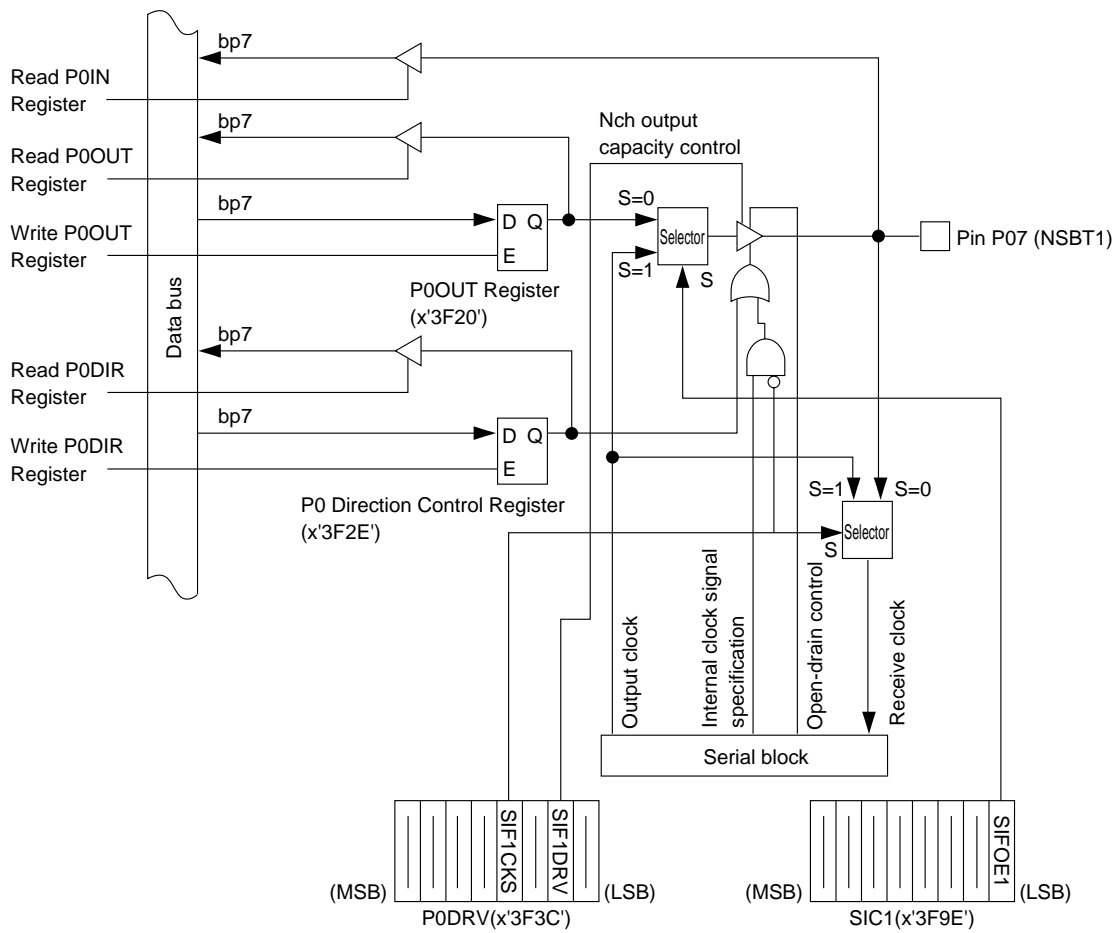 bp7
Read P0IN
Register
bp7
Nch output
capacity control
Read P0OUT
Register
bp7
D Q
E
S=0
Selector
S=1
S
Pin P07 (NSBT1)
Write P0OUT
Register
P0OUT Register
(x'3F20')
Data bus
bp7
Read P0DIR
Register
bp7
D Q
E
Write P0DIR
Register
P0 Direction Control Register
(x'3F2E')
S=1
S=0
Selector
S
Output clock
Internal clock signal
specification
Open-drain control
Receive clock
Serial block
SIF1CKS
SIF1DRV
(MSB)
(LSB)
P0DRV(x'3F3C')
SIFOE1
(MSB)
(LSB)
SIC1(x'3F9E')